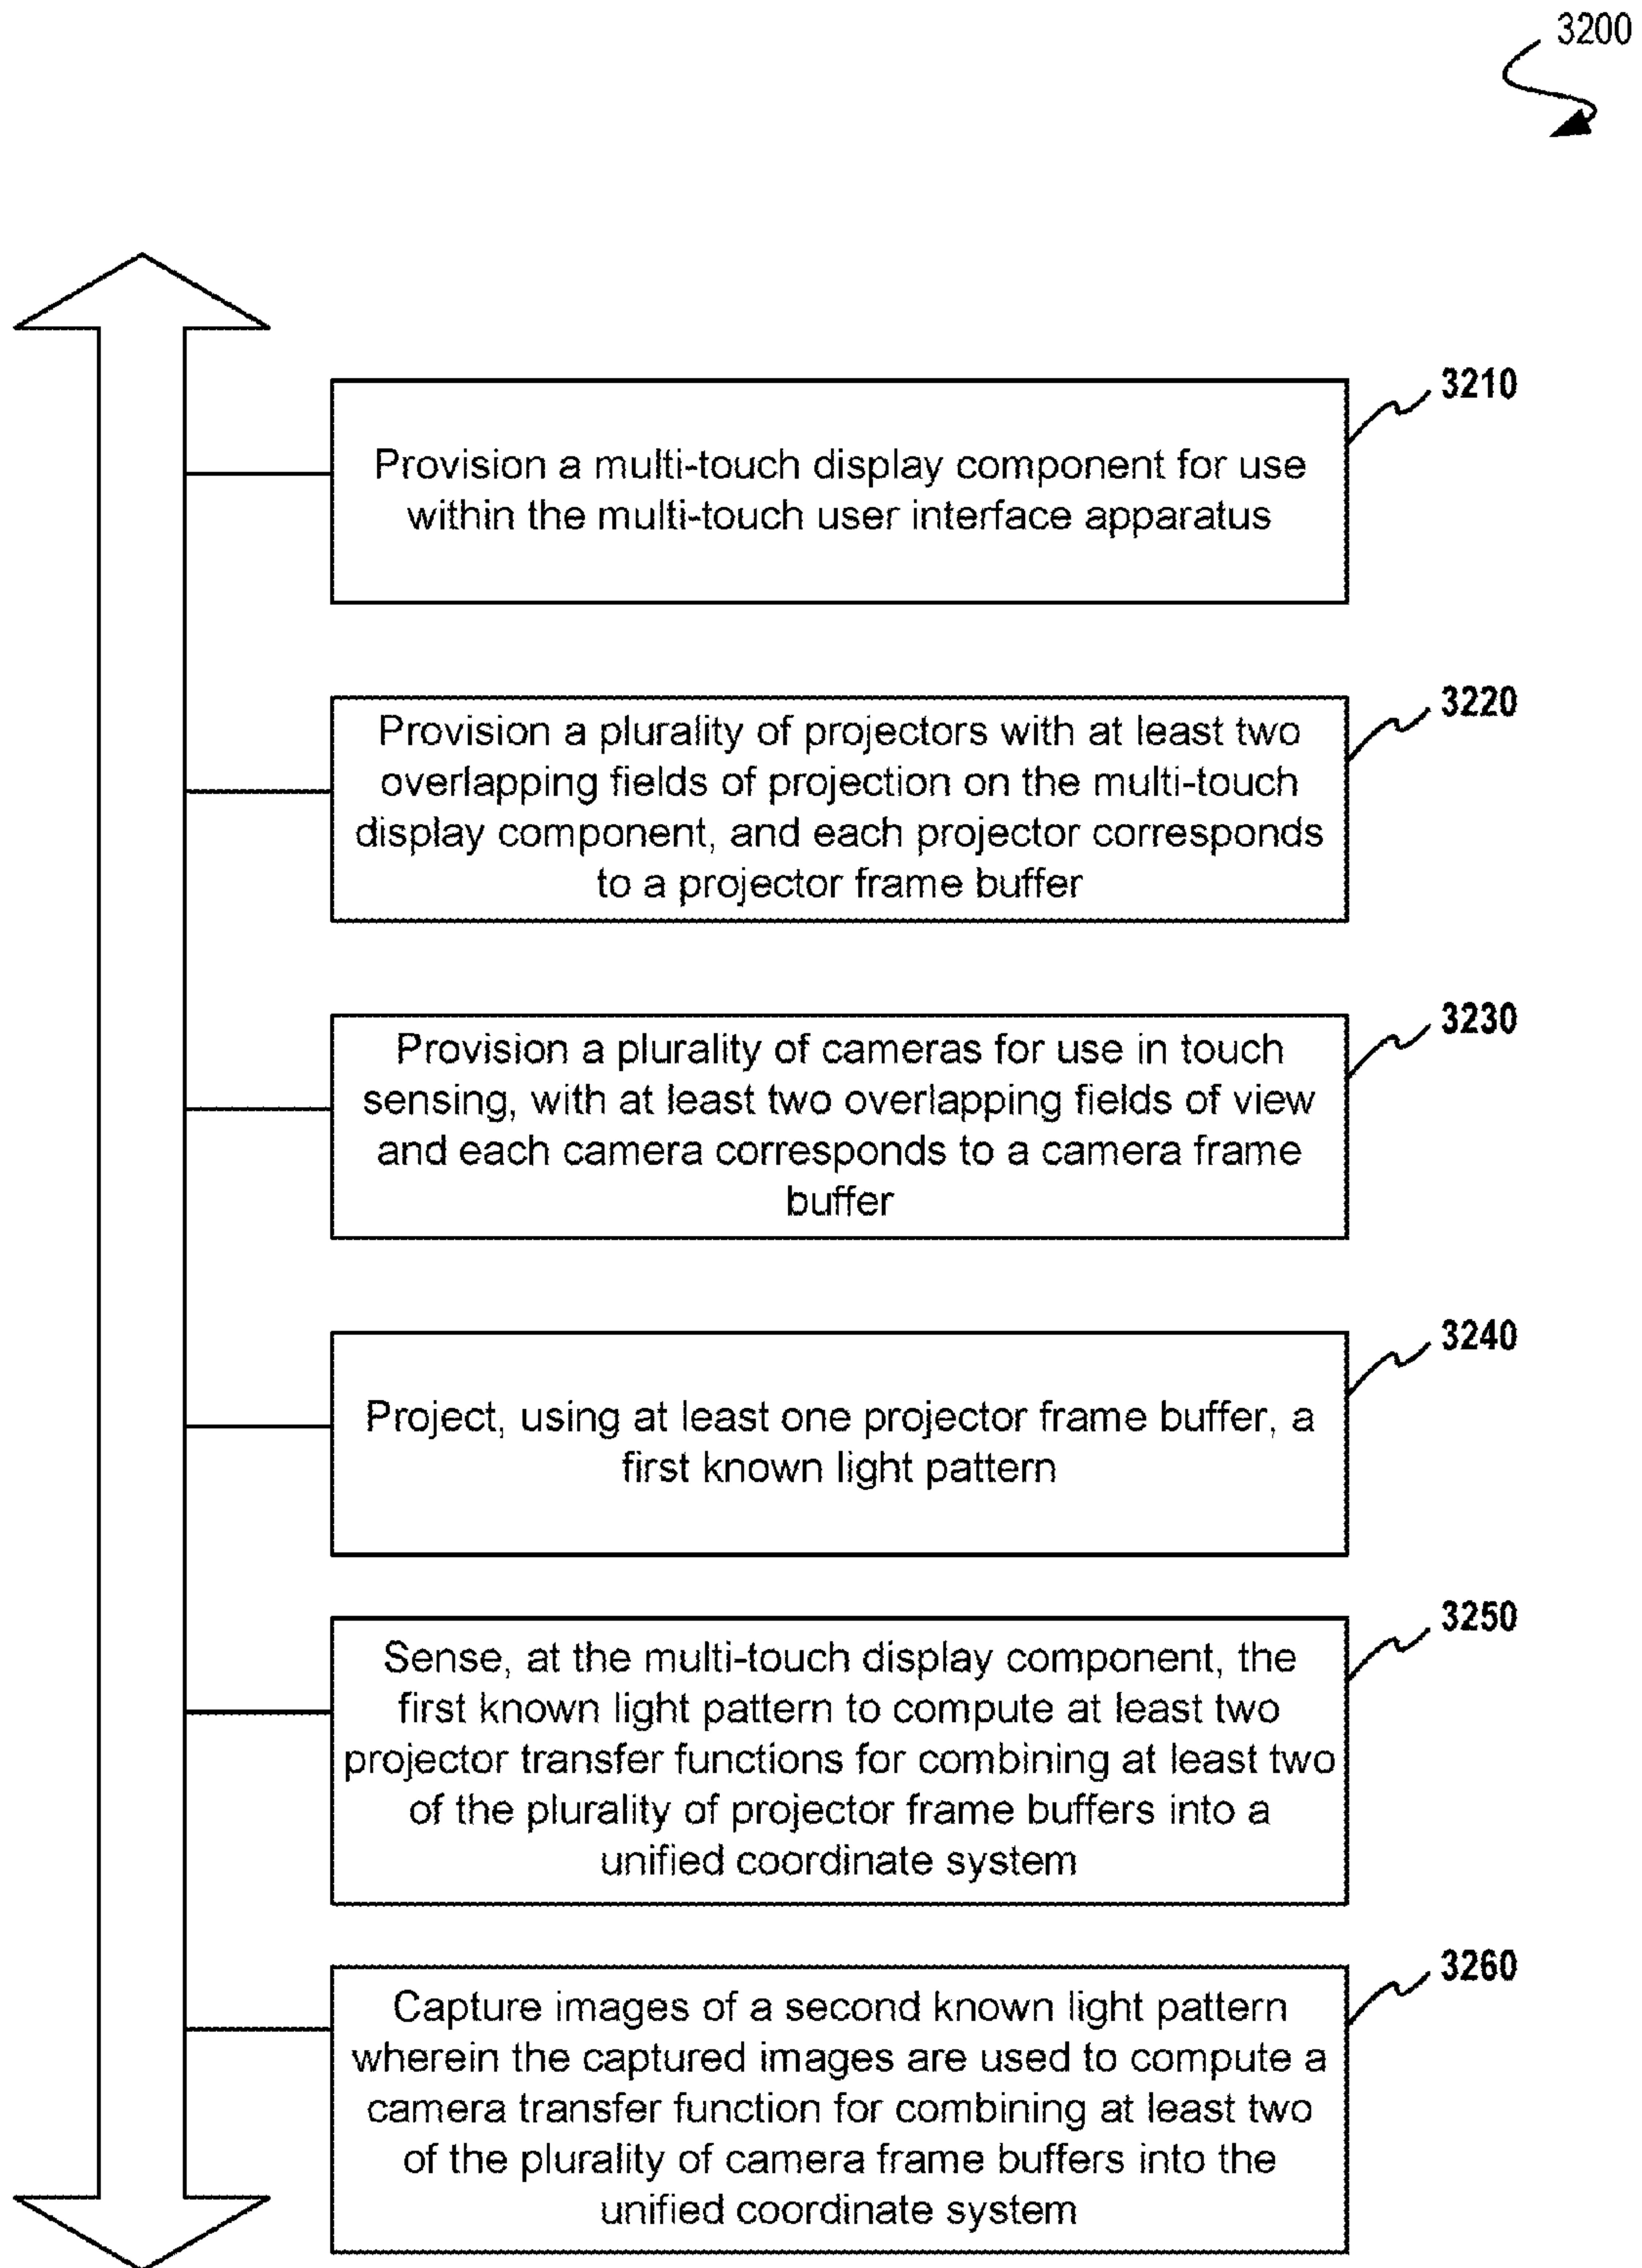 3200
3210
Provision a multi-touch display component for use
within the multi-touch user interface apparatus
3220
Provision a plurality of projectors with at least two
overlapping fields of projection on the multi-touch
display component, and each projector corresponds
to a projector frame buffer
3230
Provision a plurality of cameras for use in touch
sensing, with at least two overlapping fields of view
and each camera corresponds to a camera frame
buffer
3240
Project, using at least one projector frame buffer, a
first known light pattern
3250
Sense, at the multi-touch display component, the
first known light pattern to compute at least two
projector transfer functions for combining at least two
of the plurality of projector frame buffers into a
unified coordinate system
3260
Capture images of a second known light pattern
wherein the captured images are used to compute a
camera transfer function for combining at least two
of the plurality of camera frame buffers into the
unified coordinate system